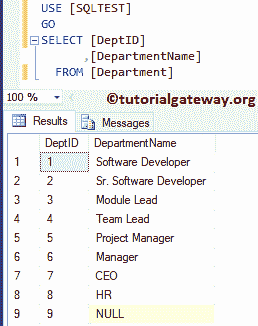 USE [SQLTEST]
GO
SELECT [DeptID]
,[DepartmentName]
FROM [Department]
100 %
©tutorialgateway.org
Results Messages
DeptID DepartmentName
1 1 Software Developer
2 2 Sr. Software Developer
3 3 Module Lead
4 4 Team Lead
5 5 Project Manager
6 6 Manager
7 7 CEO
8 8 HR
9 9 NULL